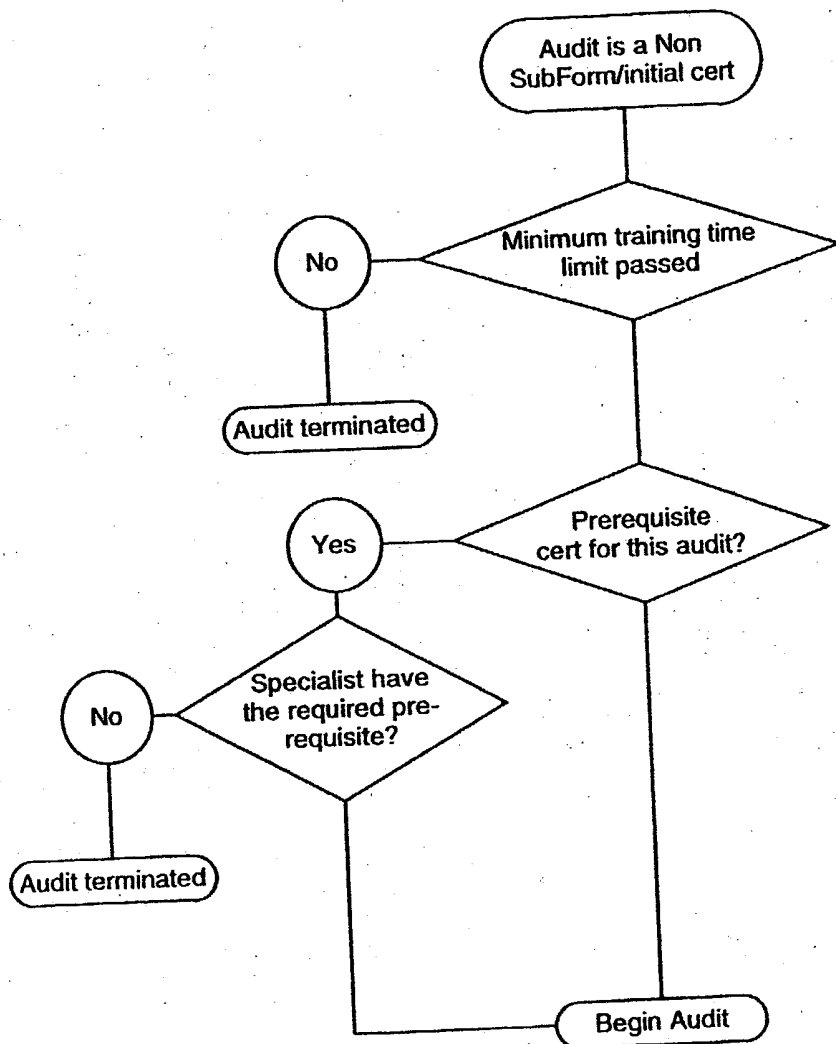 Audit is a Non
SubForm/initial cert
Minimum training time
limit passed
No
Audit terminated
Prerequisite
cert for this audit?
Yes
Specialist have
the required pre-
requisite?
No
Audit terminated
Begin Audit